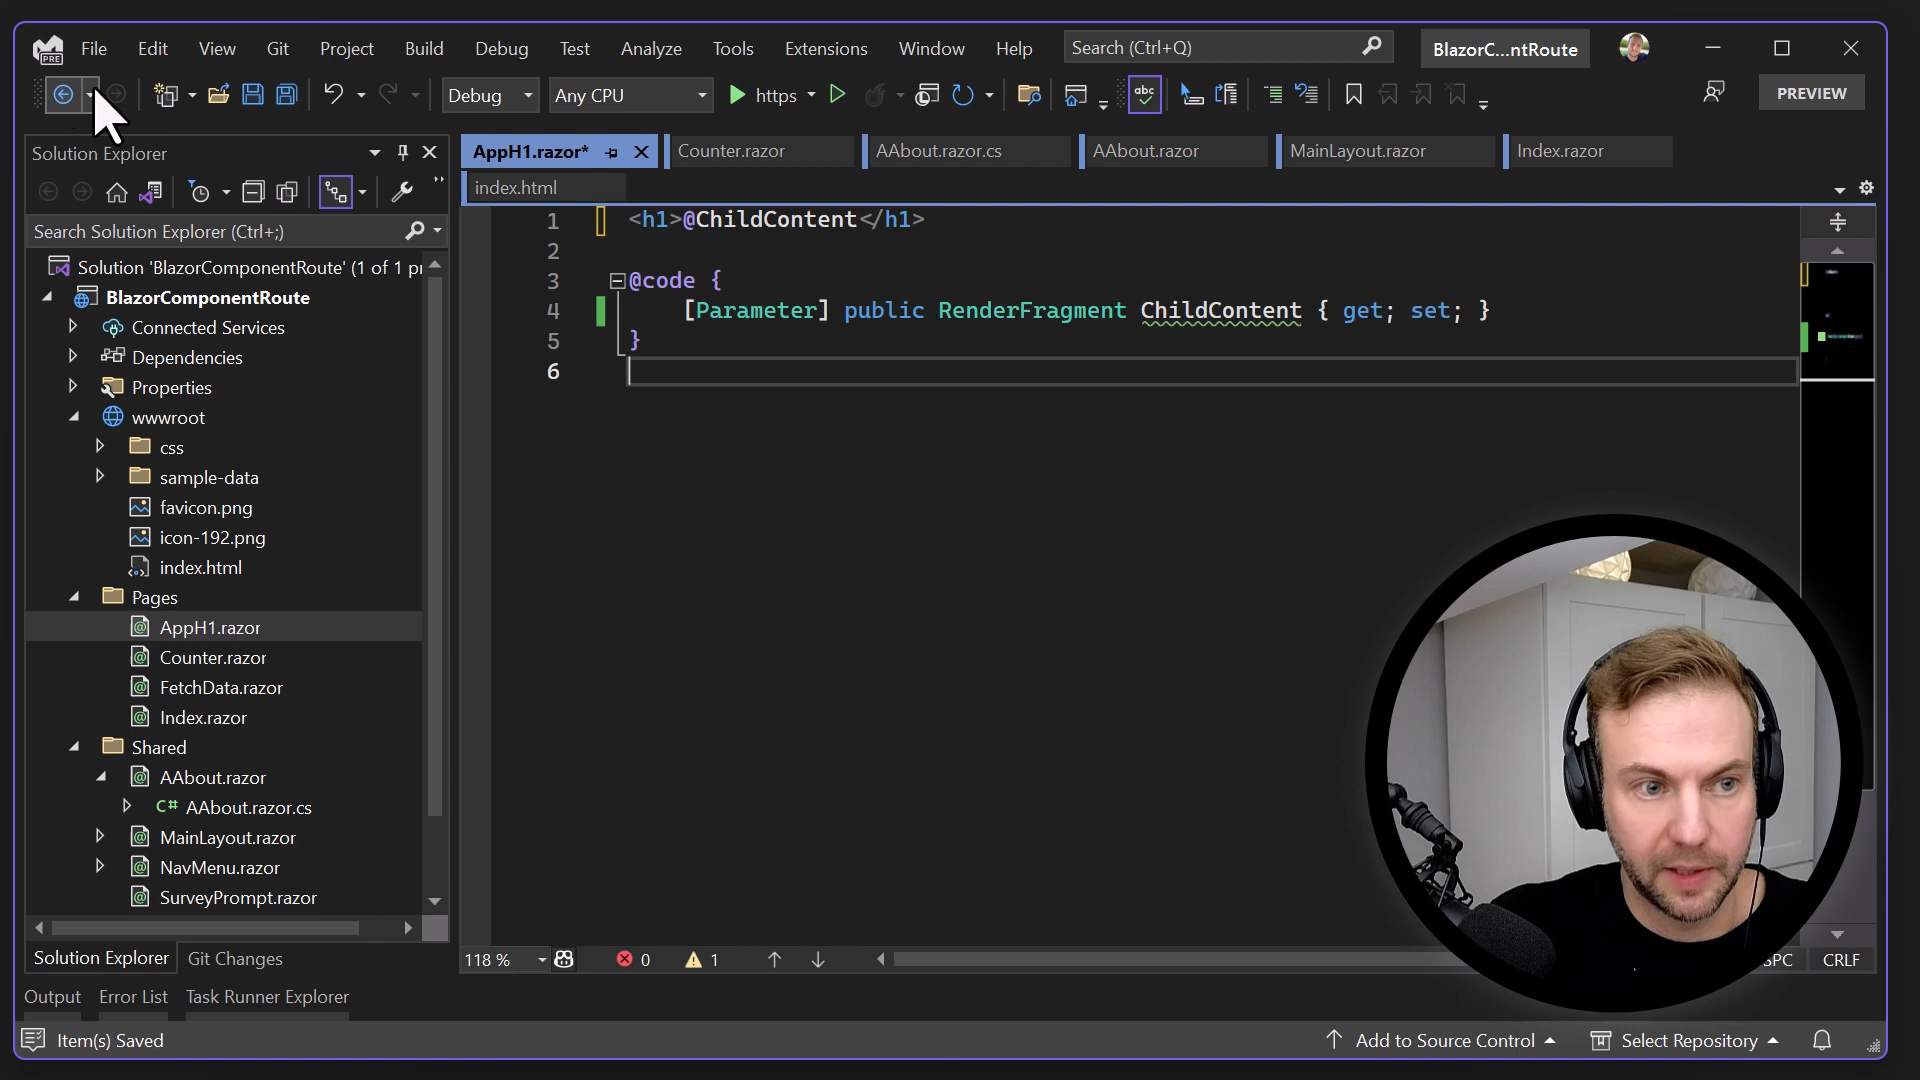 PRE
File Edit View Git Project Build Debug Test Analyze Tools Extensions Window Help Search (Ctrl+Q) BlazorC...ntRoute
Debug Any CPU https abc PREVIEW
Solution Explorer
AppH1.razor* Counter.razor AAbout.razor.cs AAbout.razor MainLayout.razor Index.razor
index.html
Search Solution Explorer (Ctrl+;)
Solution 'BlazorComponentRoute' (1 of 1 pr
BlazorComponentRoute
Connected Services
Dependencies
Properties
wwwroot
css
sample-data
favicon.png
icon-192.png
index.html
Pages
AppH1.razor
Counter.razor
FetchData.razor
Index.razor
Shared
AAbout.razor
C# AAbout.razor.cs
MainLayout.razor
NavMenu.razor
SurveyPrompt.razor
1 <h1>@ChildContent</h1>
2
3 @code {
4 [Parameter] public RenderFragment ChildContent { get; set; }
5 }
6
Solution Explorer Git Changes
118 % 0 1 SPC CRLF
Output Error List Task Runner Explorer
Item(s) Saved Add to Source Control Select Repository